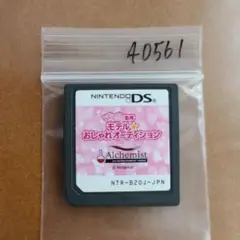 40561
NINTENDO DS
モデル
おしゃれオーディション
Alchemist
NTR-B20J-JPN